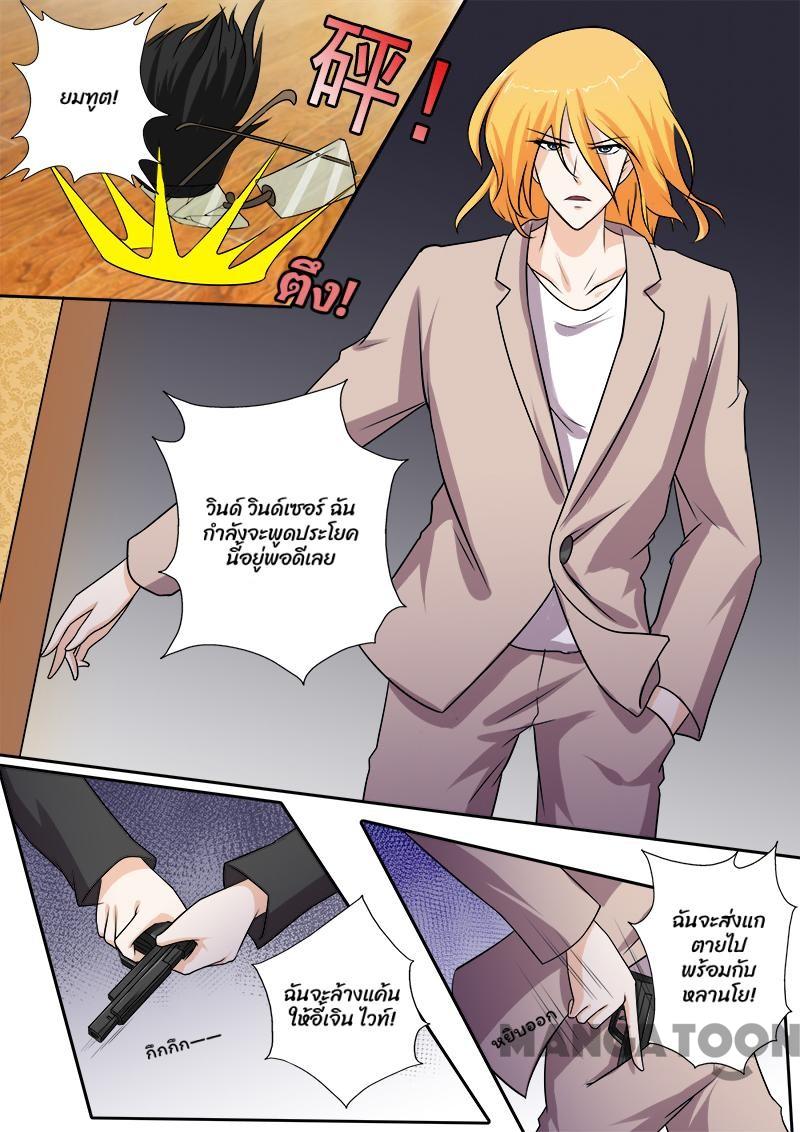 ยมทูต!
砰!
ตึง!
วินด์ วินด์เซอร์ ฉัน
กำลังจะพูดประโยค
นี้อยู่พอดีเลย
ฉันจะล้างแค้น
ให้อี้เจิน ไวท์!
กึกกึก——
ฉันจะส่งแก
ตายไป
พร้อมกับ
หลานโย!
หยิบออก
MANGATOON